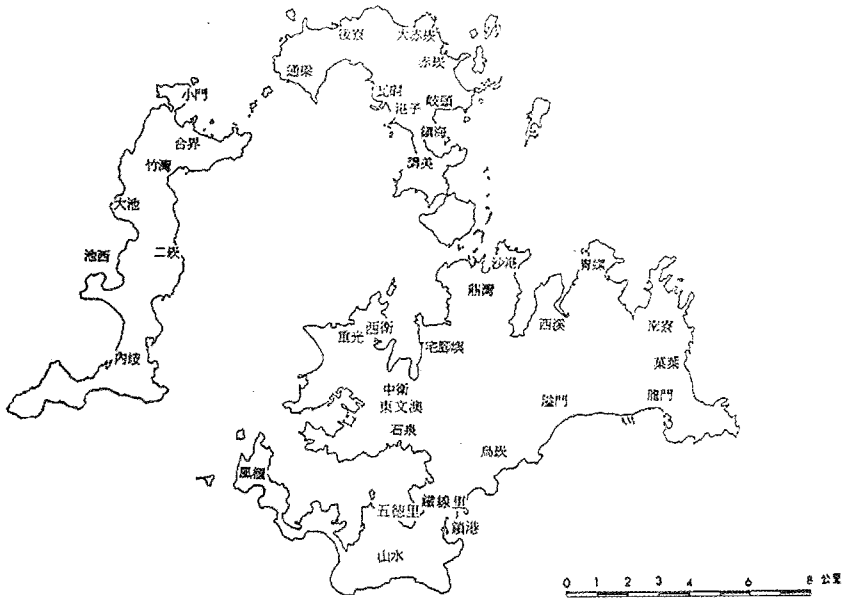 後寮
大赤崁
赤崁
通梁
瓦硐
港子
岐頭
小門
鎮海
合界
講美
竹灣
大池
二崁
池西
沙港
青螺
鼎灣
西溪
南寮
西衛
重光
宅腳嶼
菓葉
內垵
中衛
東文澳
隘門
龍門
石泉
烏崁
風櫃
鐵線里
五德里
鎖港
山水
0 1 2 3 4 6 8 公里